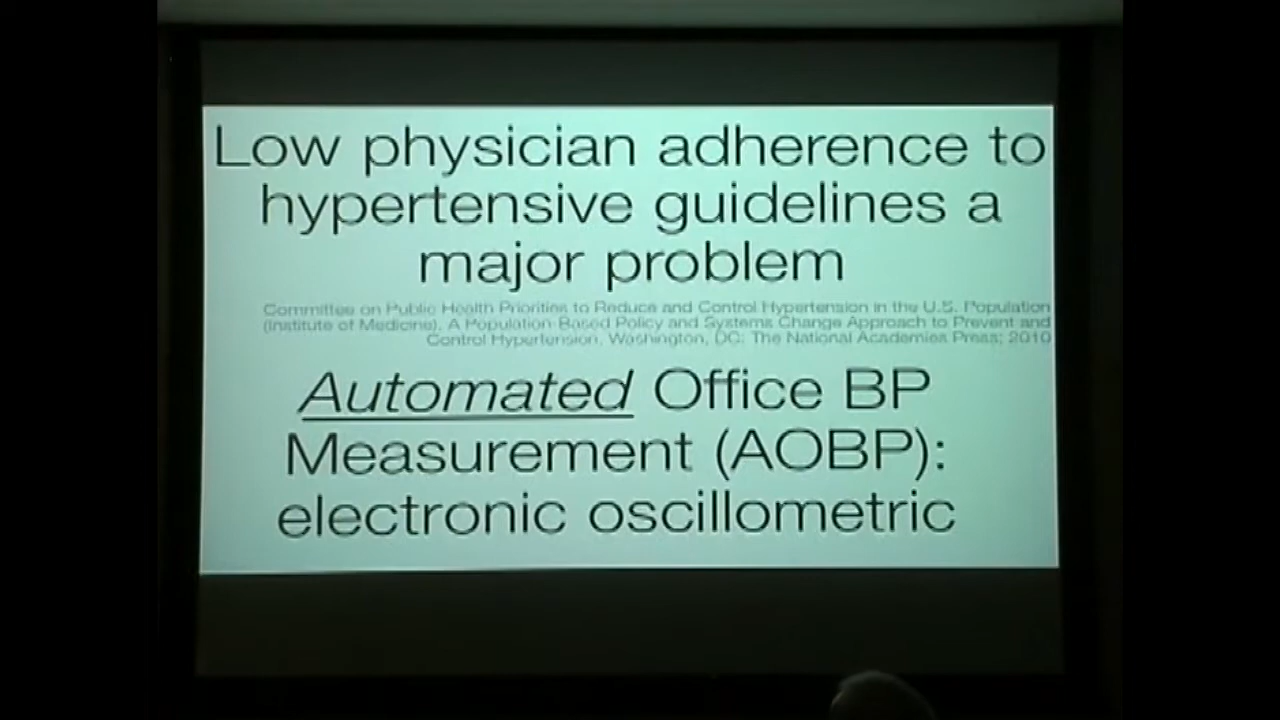 Low physician adherence to
hypertensive guidelines a
major problem
Committee on Public Health Priorities to Reduce and Control Hypertension in the U.S. Population
(Institute of Medicine). A Population-Based Policy and Systems Change Approach to Prevent and
Control Hypertension. Washington, DC: The National Academies Press; 2010
Automated Office BP
Measurement (AOBP):
electronic oscillometric